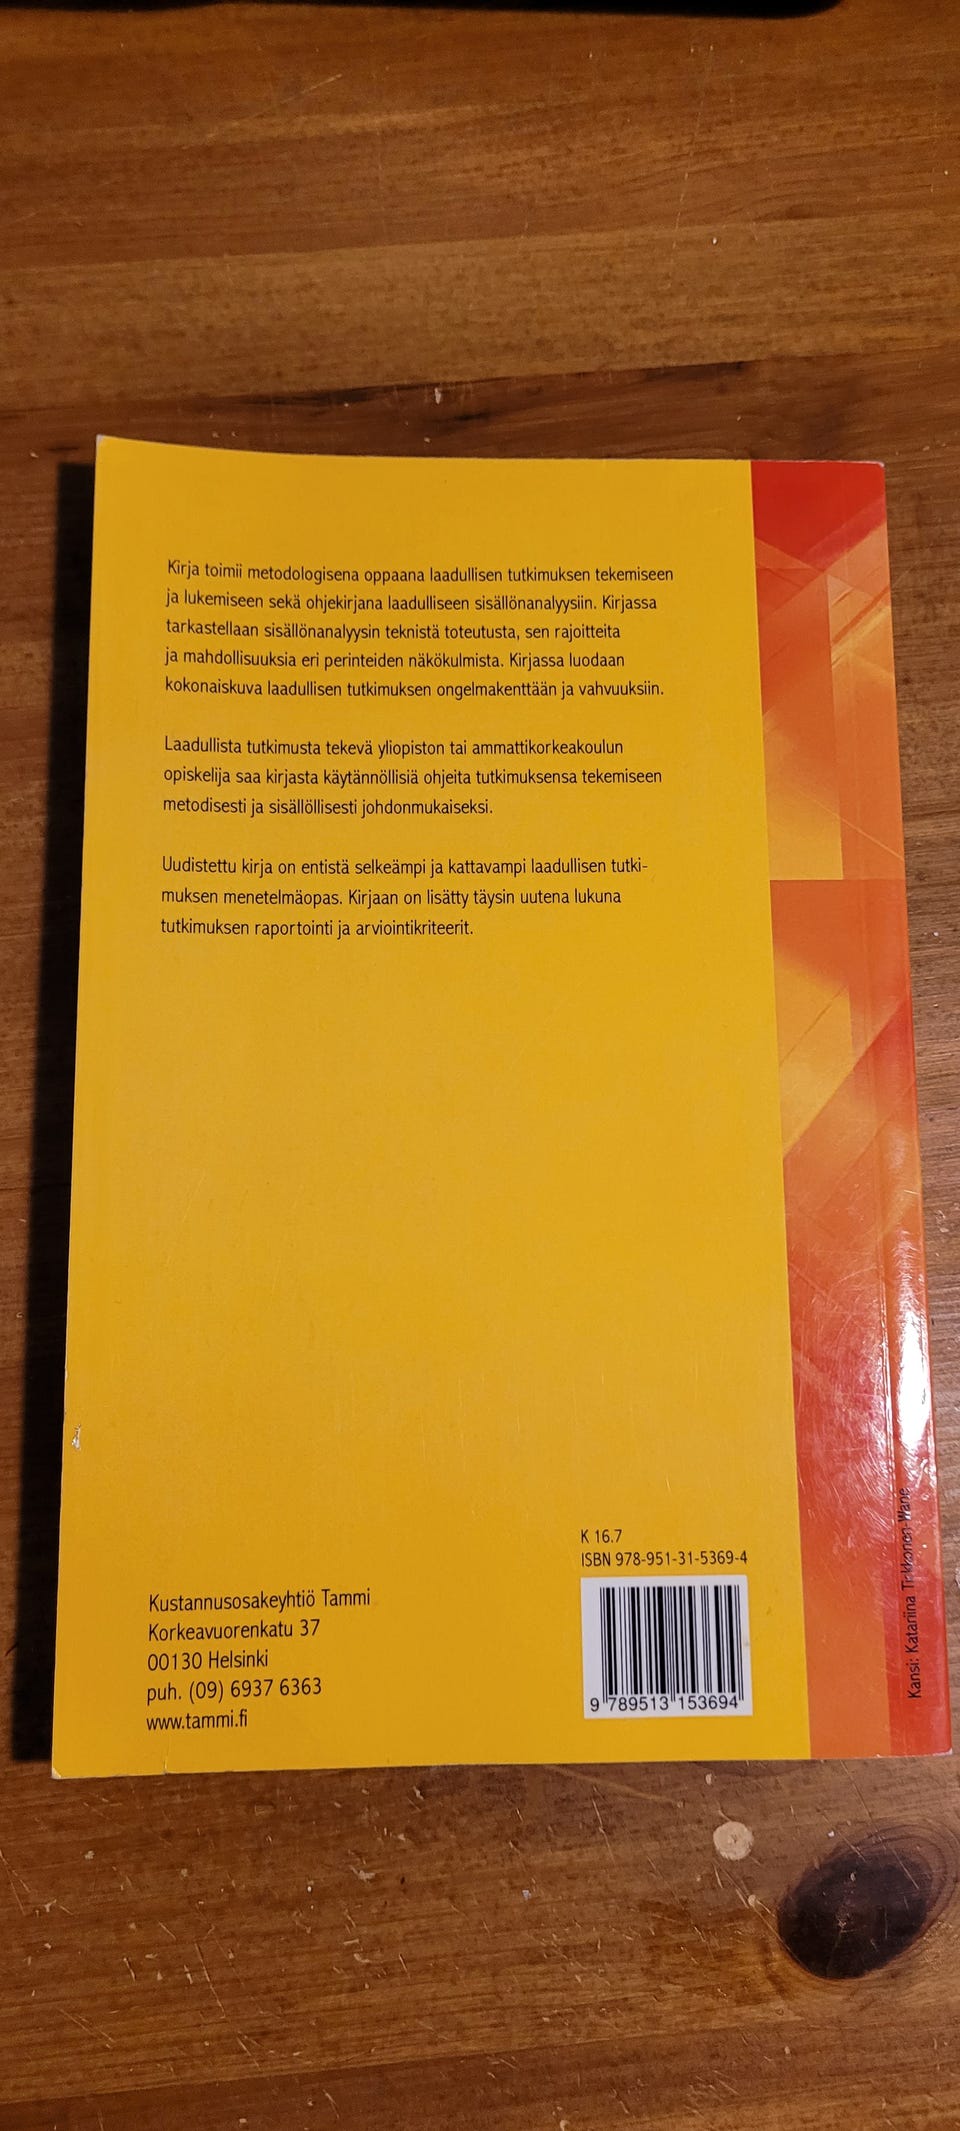 Kirja toimii metodologisena oppaana laadullisen tutkimuksen tekemiseen
ja lukemiseen sekä ohjekirjana laadulliseen sisällönanalyysiin. Kirjassa
tarkastellaan sisällönanalyysin teknistä toteutusta, sen rajoitteita
ja mahdollisuuksia eri perinteiden näkökulmista. Kirjassa luodaan
kokonaiskuva laadullisen tutkimuksen ongelmakenttään ja vahvuuksiin.
Laadullista tutkimusta tekevä yliopiston tai ammattikorkeakoulun
opiskelija saa kirjasta käytännöllisiä ohjeita tutkimuksensa tekemiseen
metodisesti ja sisällöllisesti johdonmukaiseksi.
Uudistettu kirja on entistä selkeämpi ja kattavampi laadullisen tutki-
muksen menetelmäopas. Kirjaan on lisätty täysin uutena lukuna
tutkimuksen raportointi ja arviointikriteerit.
K 16.7
ISBN 978-951-31-5369-4
9 789513 153694
Kustannusosakeyhtiö Tammi
Korkeavuorenkatu 37
00130 Helsinki
puh. (09) 6937 6363
www.tammi.fi
Kansi: Katariina Tirkkonen-Wane